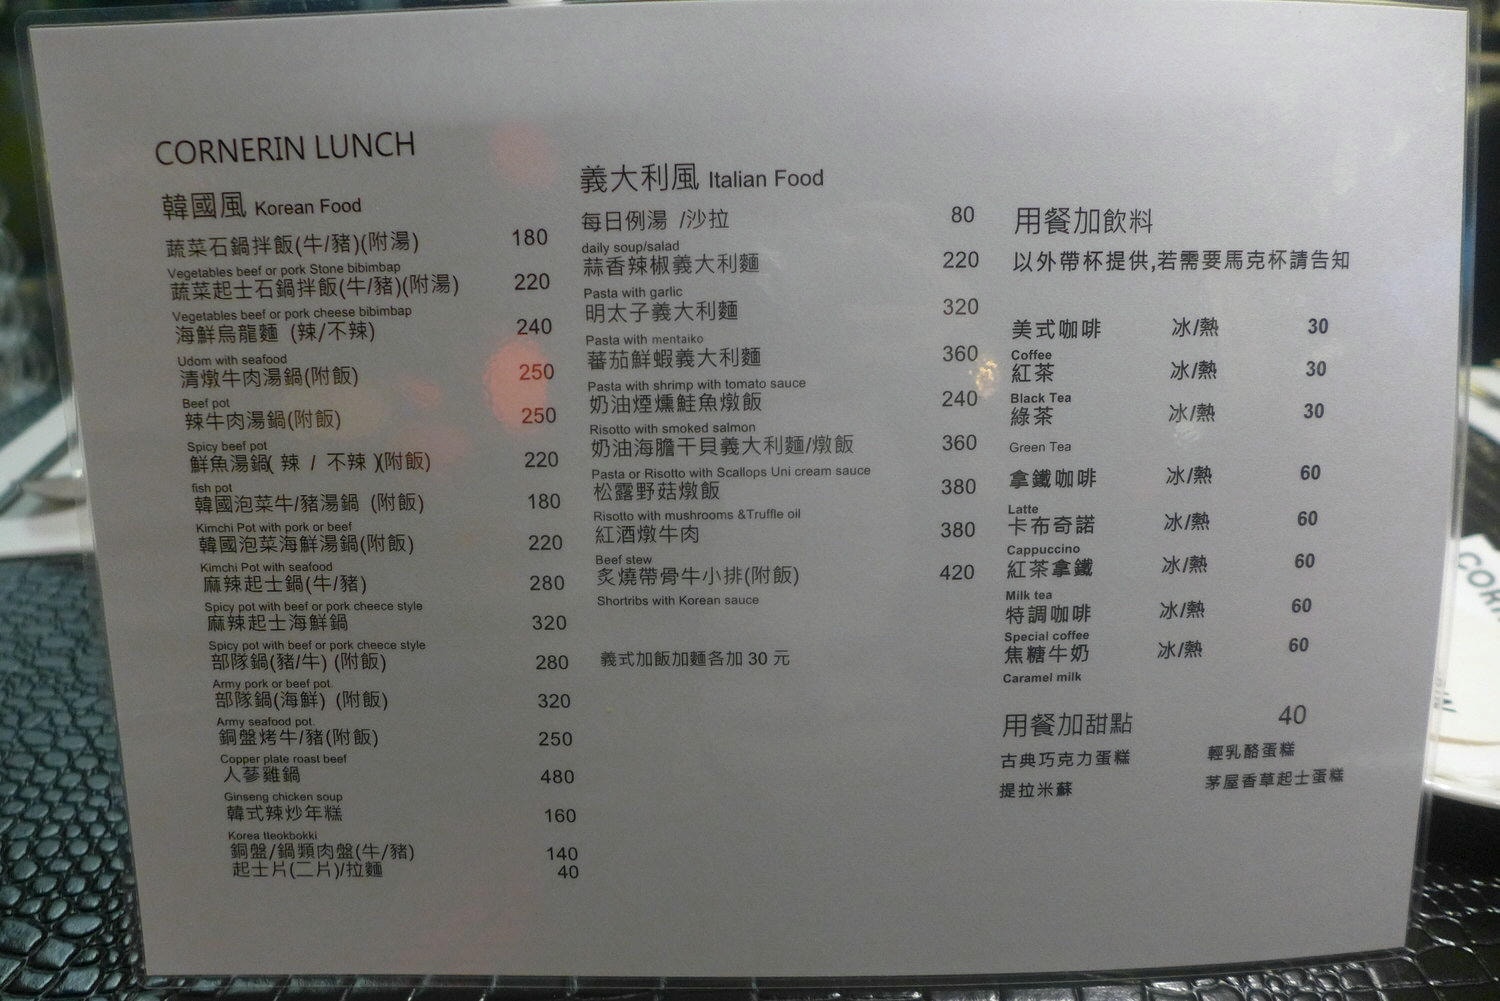 CORNERIN LUNCH
韓國風 Korean Food
蔬菜石鍋拌飯(牛/豬)(附湯) 180
Vegetables beef or pork Stone bibimbap
蔬菜起士石鍋拌飯(牛/豬)(附湯) 220
Vegetables beef or pork cheese bibimbap
海鮮烏龍麵 (辣/不辣) 240
Udom with seafood
清燉牛肉湯鍋(附飯) 250
Beef pot
辣牛肉湯鍋(附飯) 250
Spicy beef pot
鮮魚湯鍋( 辣 / 不辣 )(附飯) 220
fish pot
韓國泡菜牛/豬湯鍋 (附飯) 180
Kimchi Pot with pork or beef
韓國泡菜海鮮湯鍋(附飯) 220
Kimchi Pot with seafood
麻辣起士鍋(牛/豬) 280
Spicy pot with beef or pork cheece style
麻辣起士海鮮鍋 320
Spicy pot with beef or pork cheece style
部隊鍋(豬/牛) (附飯) 280
Army pork or beef pot.
部隊鍋(海鮮) (附飯) 320
Army seafood pot.
銅盤烤牛/豬(附飯) 250
Copper plate roast beef
人蔘雞鍋 480
Ginseng chicken soup
韓式辣炒年糕 160
Korea tteokbokki
銅盤/鍋類肉盤(牛/豬) 140
起士片(二片)/拉麵 40
義大利風 Italian Food
每日例湯 /沙拉 80
daily soup/salad
蒜香辣椒義大利麵 220
Pasta with garlic
明太子義大利麵 320
Pasta with mentaiko
蕃茄鮮蝦義大利麵 360
Pasta with shrimp with tomato sauce
奶油煙燻鮭魚燉飯 240
Risotto with smoked salmon
奶油海膽干貝義大利麵/燉飯 360
Pasta or Risotto with Scallops Uni cream sauce
松露野菇燉飯 380
Risotto with mushrooms &Truffle oil
紅酒燉牛肉 380
Beef stew
炙燒帶骨牛小排(附飯) 420
Shortribs with Korean sauce
義式加飯加麵各加 30 元
用餐加飲料
以外帶杯提供,若需要馬克杯請告知
美式咖啡 冰/熱 30
Coffee
紅茶 冰/熱 30
Black Tea
綠茶 冰/熱 30
Green Tea
拿鐵咖啡 冰/熱 60
Latte
卡布奇諾 冰/熱 60
Cappuccino
紅茶拿鐵 冰/熱 60
Milk tea
特調咖啡 冰/熱 60
Special coffee
焦糖牛奶 冰/熱 60
Caramel milk
用餐加甜點 40
古典巧克力蛋糕 輕乳酪蛋糕
提拉米蘇 茅屋香草起士蛋糕